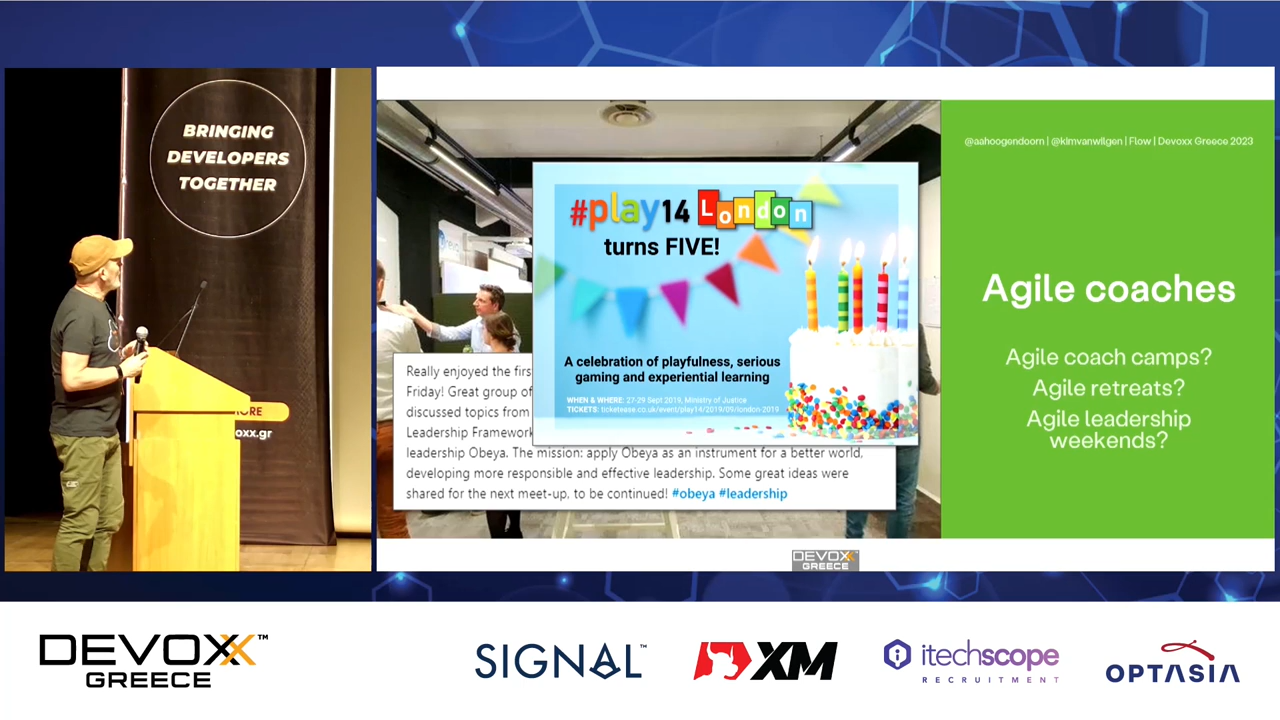 BRINGING
DEVELOPERS
TOGETHER
ORE
oxx.gr
@aahoogendoorn | @kimvanwilgen | Flow | Devoxx Greece 2023
Agile coaches
Agile coach camps?
Agile retreats?
Agile leadership
weekends?
#play14 London
turns FIVE!
A celebration of playfulness, serious
gaming and experiential learning
WHEN & WHERE: 27-29 Sept 2019, Ministry of Justice
TICKETS: ticketease.co.uk/event/play14/2019/09/london-2019
Really enjoyed the firs
Friday! Great group of
discussed topics from
Leadership Framework
leadership Obeya. The mission: apply Obeya as an instrument for a better world,
developing more responsible and effective leadership. Some great ideas were
shared for the next meet-up, to be continued! #obeya #leadership
DEVOXX™
GREECE
DEVOXX™
GREECE
SIGNAL™
XM
itechscope
RECRUITMENT
OPTASIA